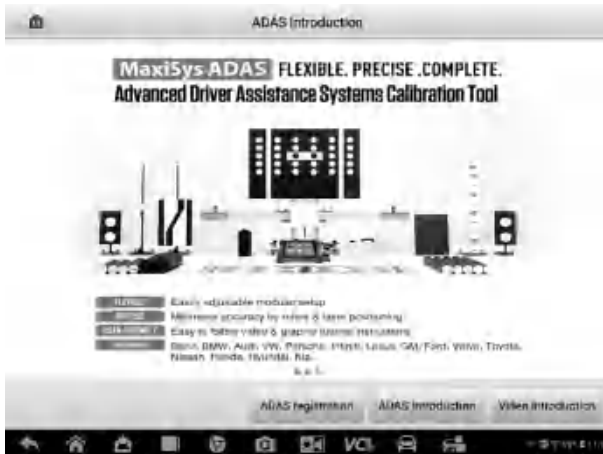 ADAS Introduction
MaxiSys ADAS FLEXIBLE. PRECISE .COMPLETE.
Advanced Driver Assistance Systems Calibration Tool
Easily adjustable modular setup
Millimeter accuracy by rulers & laser positioning
Easy to follow video & graphic tutorial instructions
Benz, BMW, Audi, VW, Porsche, Infiniti, Lexus, GM, Ford, Volvo, Toyota,
Nissan, Honda, Hyundai, Kia
ADAS registration ADAS Introduction Video Introduction
VCI